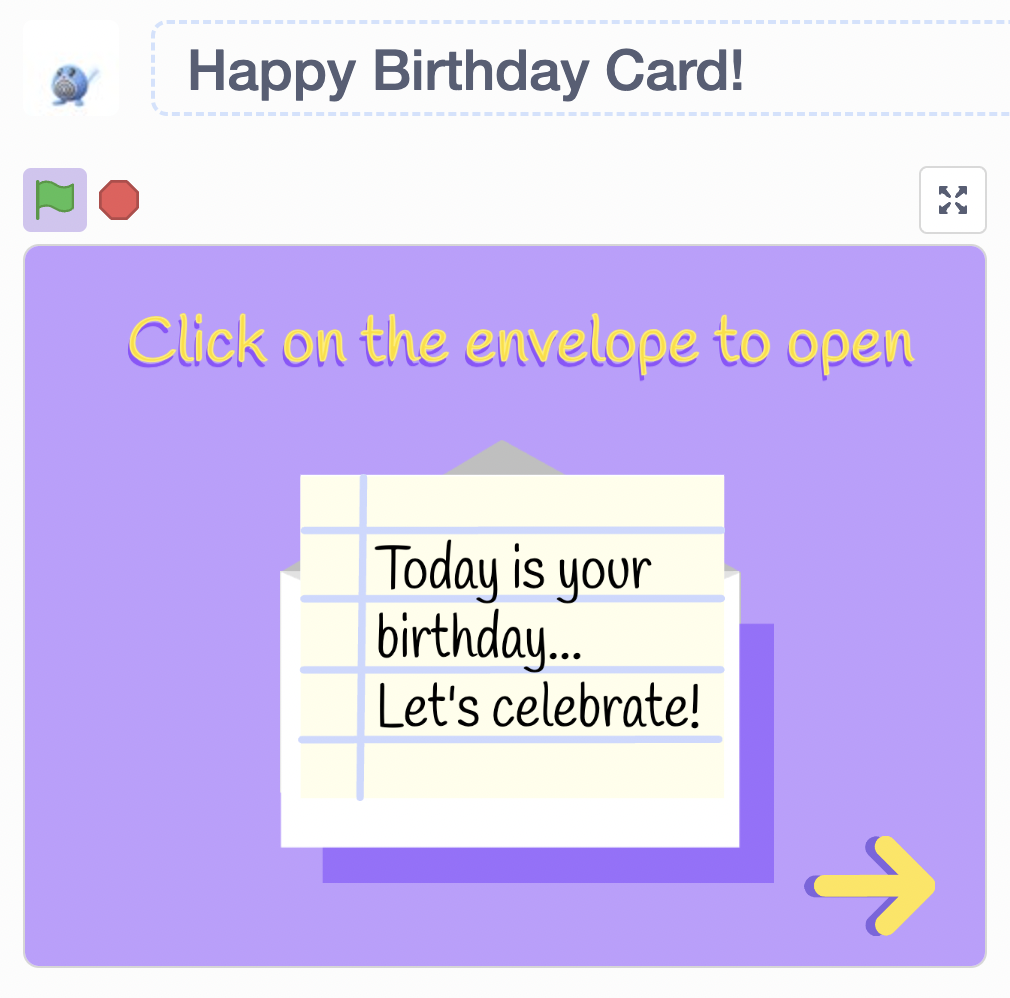 Happy Birthday Card!
Click on the envelope to open
Today is your
birthday...
Let's celebrate!